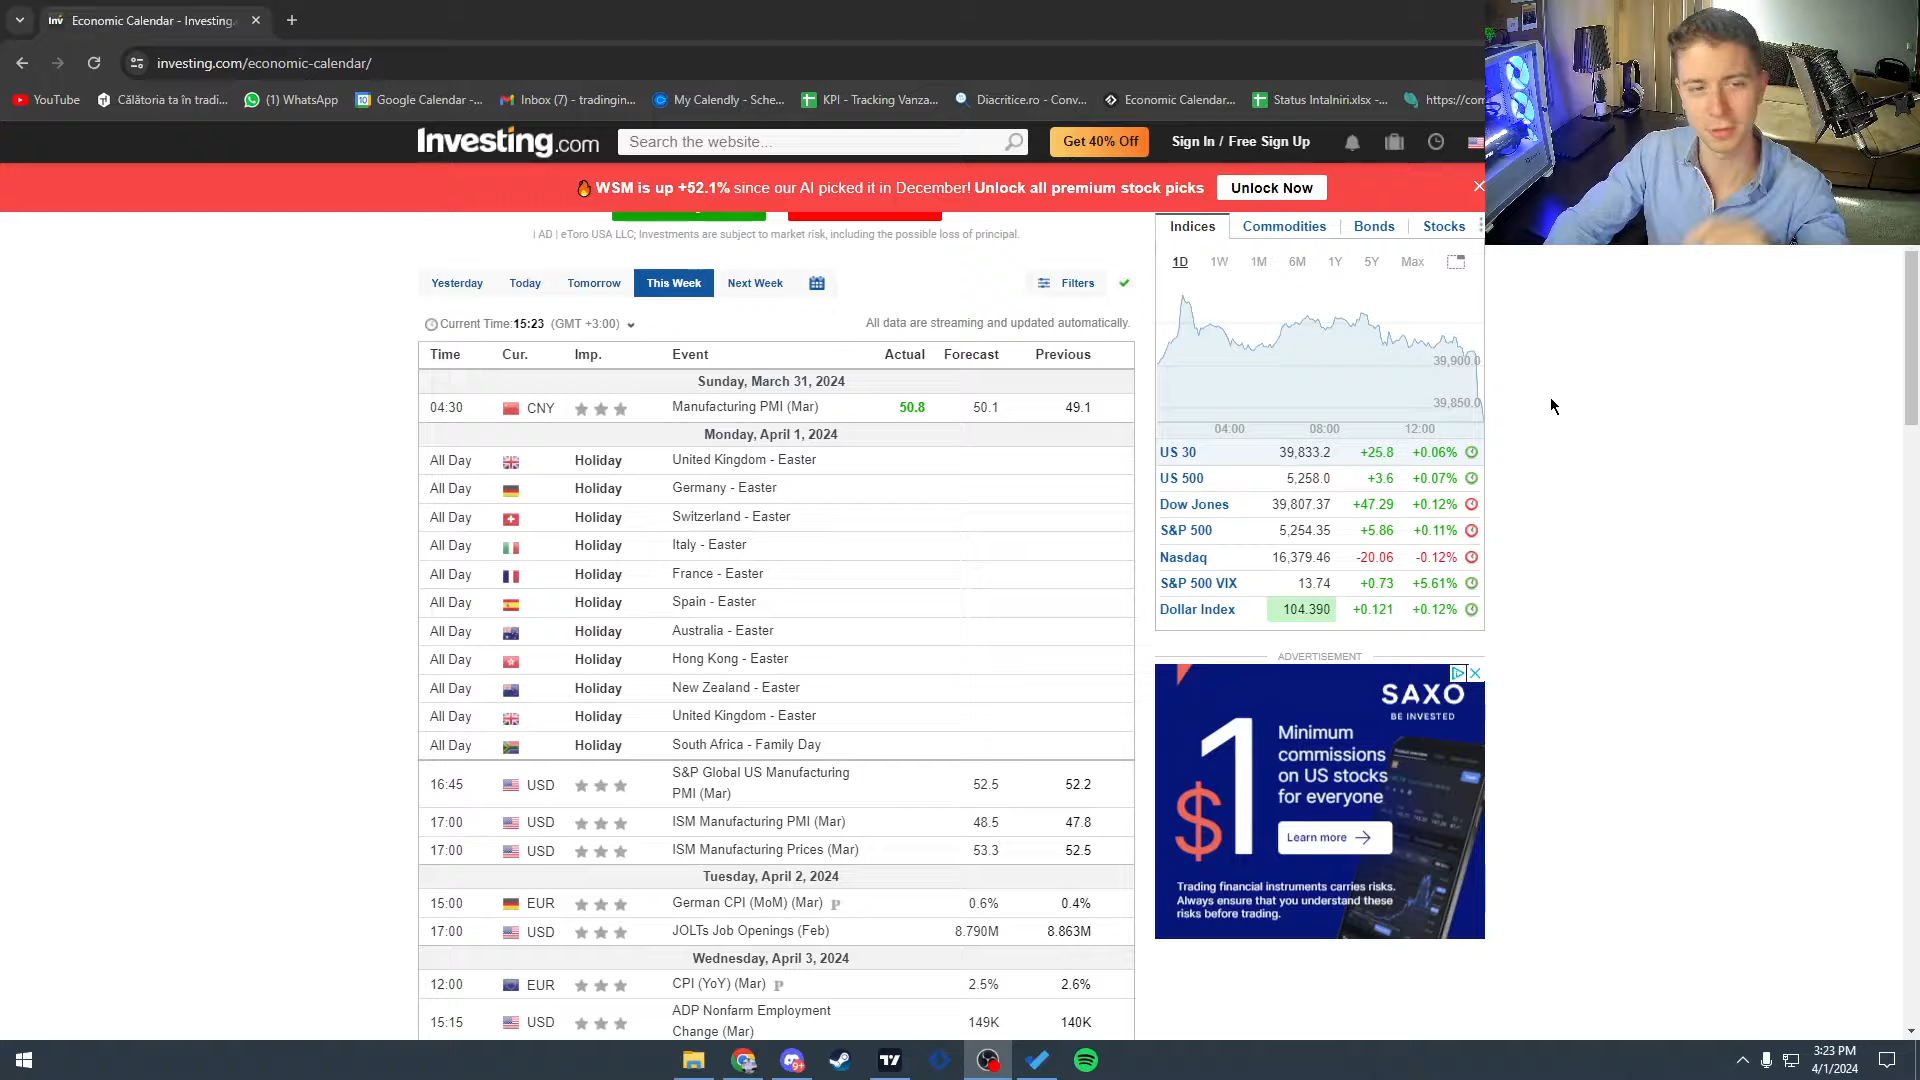 Economic Calendar - Investing.
investing.com/economic-calendar/
YouTube
Călătoria ta în tradi...
(1) WhatsApp
Google Calendar -...
Inbox (7) - tradingin...
My Calendly - Sche...
KPI - Tracking Vanza...
Diacritice.ro - Conv...
Economic Calendar...
Status Intalniri.xlsx -...
https://com
Investing.com
Search the website...
Get 40% Off
Sign In / Free Sign Up
WSM is up +52.1% since our AI picked it in December! Unlock all premium stock picks
Unlock Now
| AD | eToro USA LLC; Investments are subject to market risk, including the possible loss of principal.
Yesterday Today Tomorrow This Week Next Week Filters
Current Time:15:23 (GMT +3:00)
All data are streaming and updated automatically.
Time Cur. Imp. Event Actual Forecast Previous
Sunday, March 31, 2024
04:30 CNY Manufacturing PMI (Mar) 50.8 50.1 49.1
Monday, April 1, 2024
All Day Holiday United Kingdom - Easter
All Day Holiday Germany - Easter
All Day Holiday Switzerland - Easter
All Day Holiday Italy - Easter
All Day Holiday France - Easter
All Day Holiday Spain - Easter
All Day Holiday Australia - Easter
All Day Holiday Hong Kong - Easter
All Day Holiday New Zealand - Easter
All Day Holiday United Kingdom - Easter
All Day Holiday South Africa - Family Day
16:45 USD S&P Global US Manufacturing PMI (Mar) 52.5 52.2
17:00 USD ISM Manufacturing PMI (Mar) 48.5 47.8
17:00 USD ISM Manufacturing Prices (Mar) 53.3 52.5
Tuesday, April 2, 2024
15:00 EUR German CPI (MoM) (Mar) P 0.6% 0.4%
17:00 USD JOLTs Job Openings (Feb) 8.790M 8.863M
Wednesday, April 3, 2024
12:00 EUR CPI (YoY) (Mar) P 2.5% 2.6%
15:15 USD ADP Nonfarm Employment Change (Mar) 149K 140K
Indices Commodities Bonds Stocks
1D 1W 1M 6M 1Y 5Y Max
39,900.0
39,850.0
04:00 08:00 12:00
US 30 39,833.2 +25.8 +0.06%
US 500 5,258.0 +3.6 +0.07%
Dow Jones 39,807.37 +47.29 +0.12%
S&P 500 5,254.35 +5.86 +0.11%
Nasdaq 16,379.46 -20.06 -0.12%
S&P 500 VIX 13.74 +0.73 +5.61%
Dollar Index 104.390 +0.121 +0.12%
ADVERTISEMENT
SAXO
BE INVESTED
$1
Minimum
commissions
on US stocks
for everyone
Learn more
Trading financial instruments carries risks.
Always ensure that you understand these
risks before trading.
3:23 PM
4/1/2024